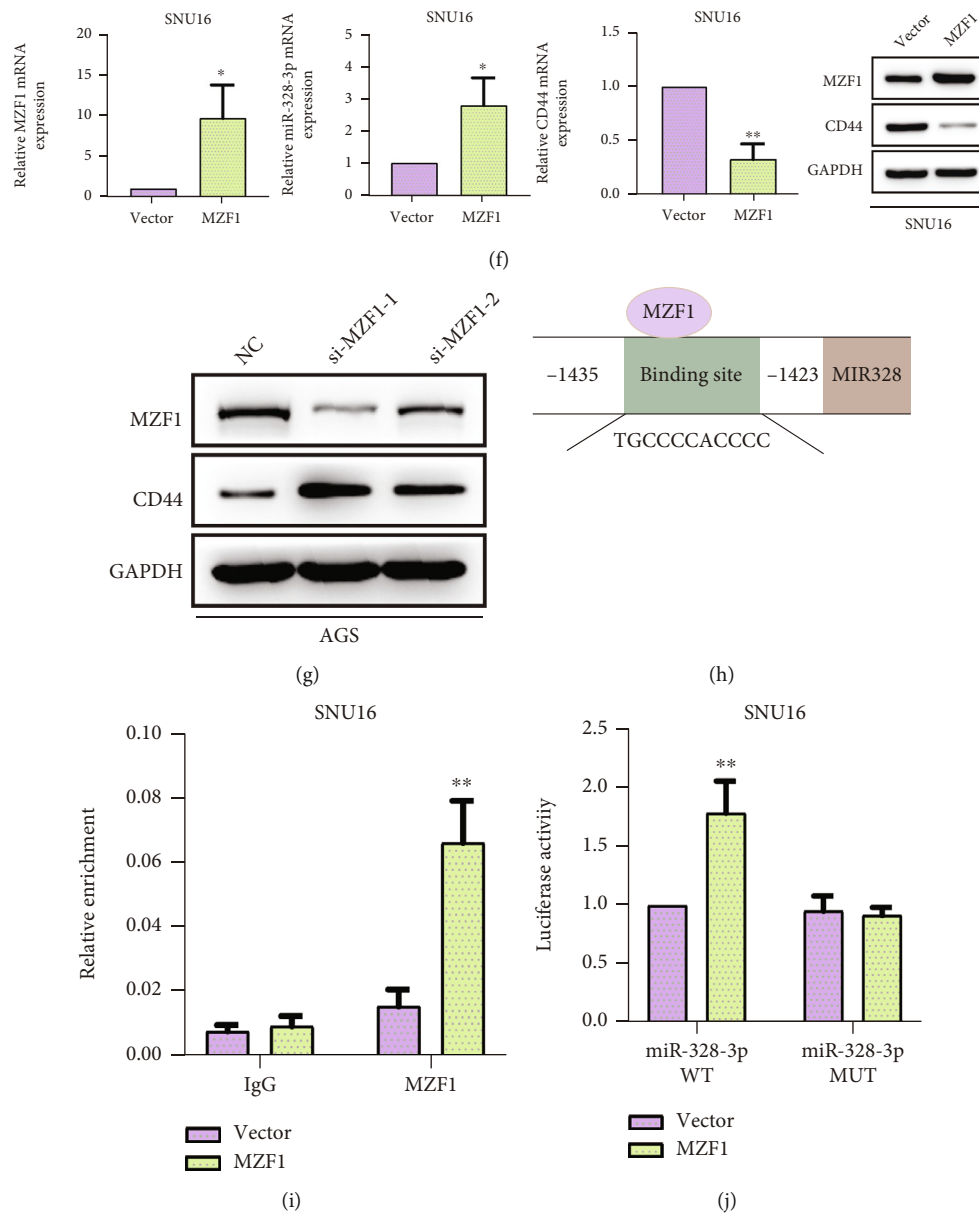 SNU16
Relative MZF1 mRNA
expression
20
15
10
5
0
*
Vector
MZF1
SNU16
Relative miR-328-3p mRNA
expression
5
4
3
2
1
0
*
Vector
MZF1
SNU16
Relative CD44 mRNA
expression
1.5
1.0
0.5
0.0
**
Vector
MZF1
Vector
MZF1
MZF1
CD44
GAPDH
SNU16
(f)
NC
si-MZF1-1
si-MZF1-2
MZF1
CD44
GAPDH
AGS
(g)
MZF1
−1435
Binding site
−1423
MIR328
TGCCCCACCCC
(h)
SNU16
Relative enrichment
0.10
0.08
0.06
0.04
0.02
0.00
**
IgG
MZF1
Vector
MZF1
(i)
SNU16
Luciferase activiiy
2.5
2.0
1.5
1.0
0.5
0.0
**
miR-328-3p
WT
miR-328-3p
MUT
Vector
MZF1
(j)